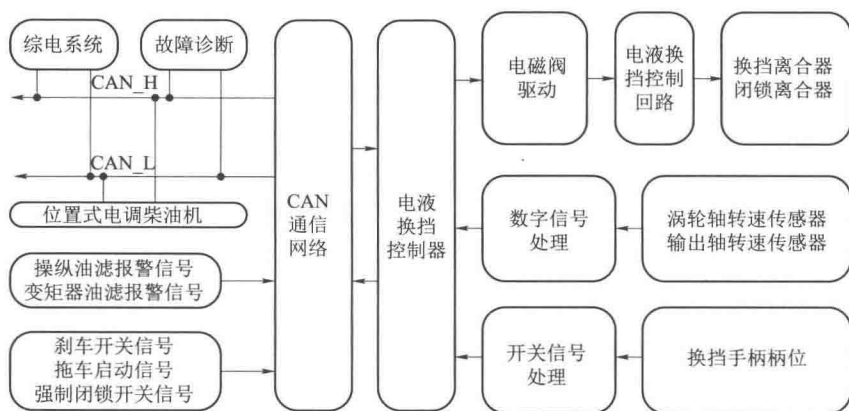 综电系统
故障诊断
CAN_H
CAN_L
位置式电调柴油机
操纵油滤报警信号
变矩器油滤报警信号
刹车开关信号
拖车启动信号
强制闭锁开关信号
CAN
通信
网络
电液
换挡
控制器
电磁阀
驱动
电液换
挡控制
回路
换挡离合器
闭锁离合器
数字信号
处理
涡轮轴转速传感器
输出轴转速传感器
开关信号
处理
换挡手柄柄位